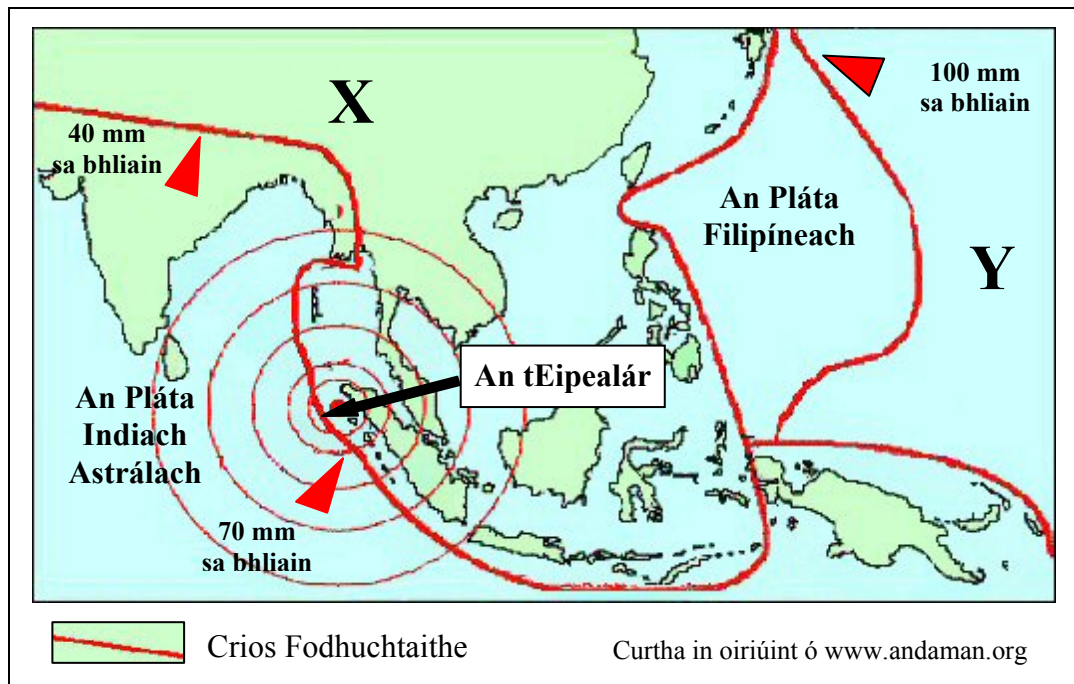 X
100 mm
sa bhliain
40 mm
sa bhliain
An Pláta
Filipíneach
Y
An tEipealár
An Pláta
Indiach
Astrálach
70 mm
sa bhliain
Crios Fodhuchtaithe
Curtha in oiriúint ó www.andaman.org